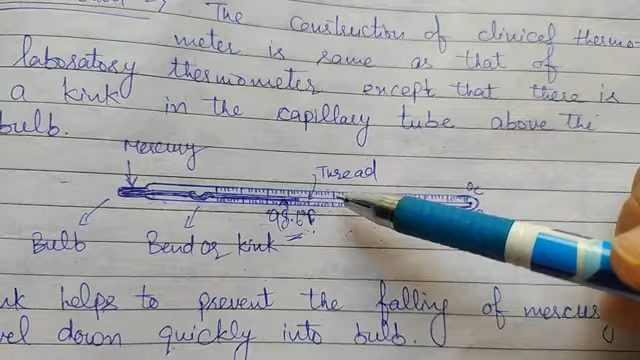 The Construction of clinical thermo-
meter is same as that of
laboratory thermometer except that there is
a kink in the capillary tube above the
bulb.
Mercury
Thread
°C
98.6°F
Bulb
Bend or kink
helps to prevent the falling of mercury
down quickly into bulb.